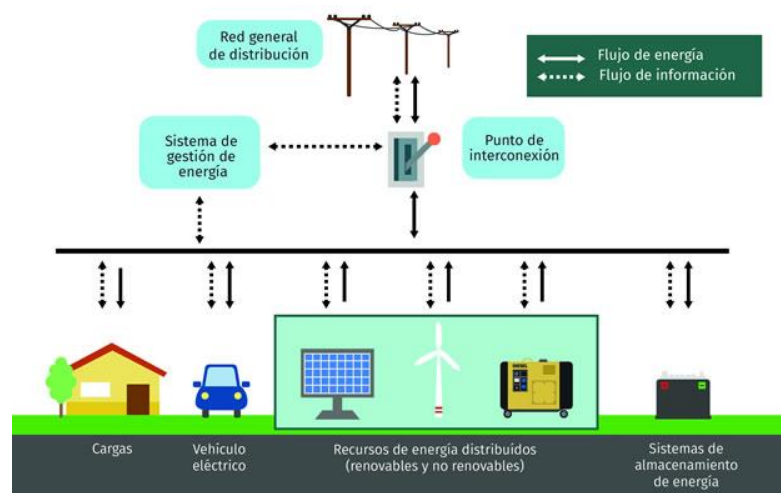 Red general
de distribución
Flujo de energía
Flujo de información
Sistema de
gestión de
energía
Punto de
interconexión
DIESEL
Cargas
Vehículo
eléctrico
Recursos de energía distribuidos
(renovables y no renovables)
Sistemas de
almacenamiento
de energía